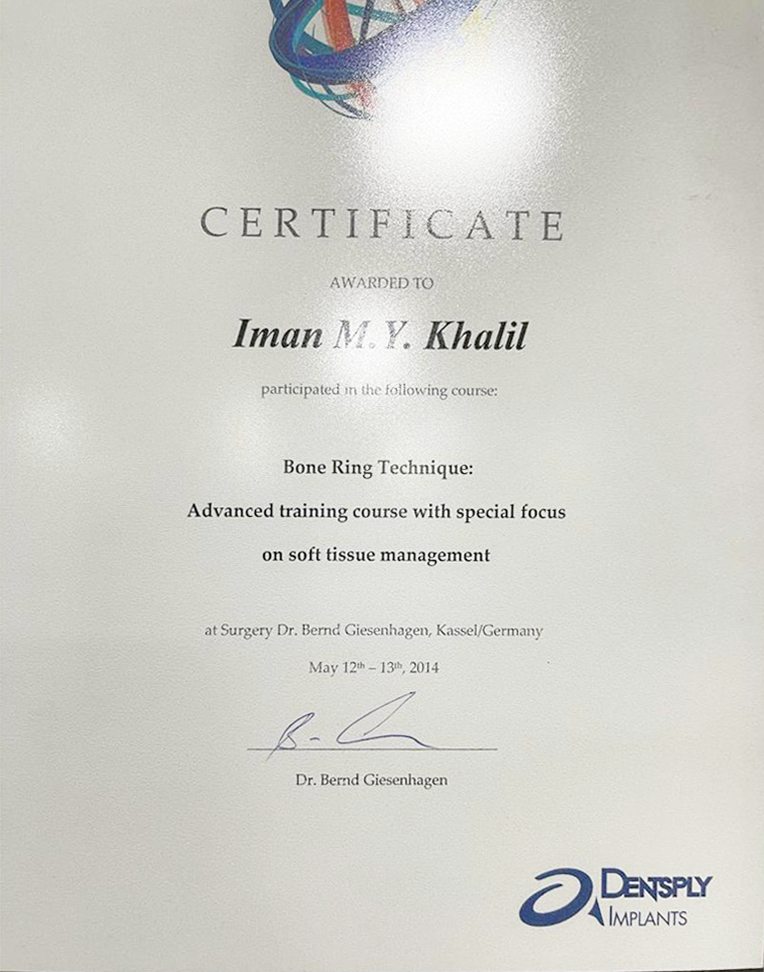 CERTIFICATE
AWARDED TO
Iman M. Y. Khalil
participated in the following course:
Bone Ring Technique:
Advanced training course with special focus
on soft tissue management
at Surgery Dr. Bernd Giesenhagen, Kassel/Germany
May 12th – 13th, 2014
Dr. Bernd Giesenhagen
DENTSPLY
IMPLANTS